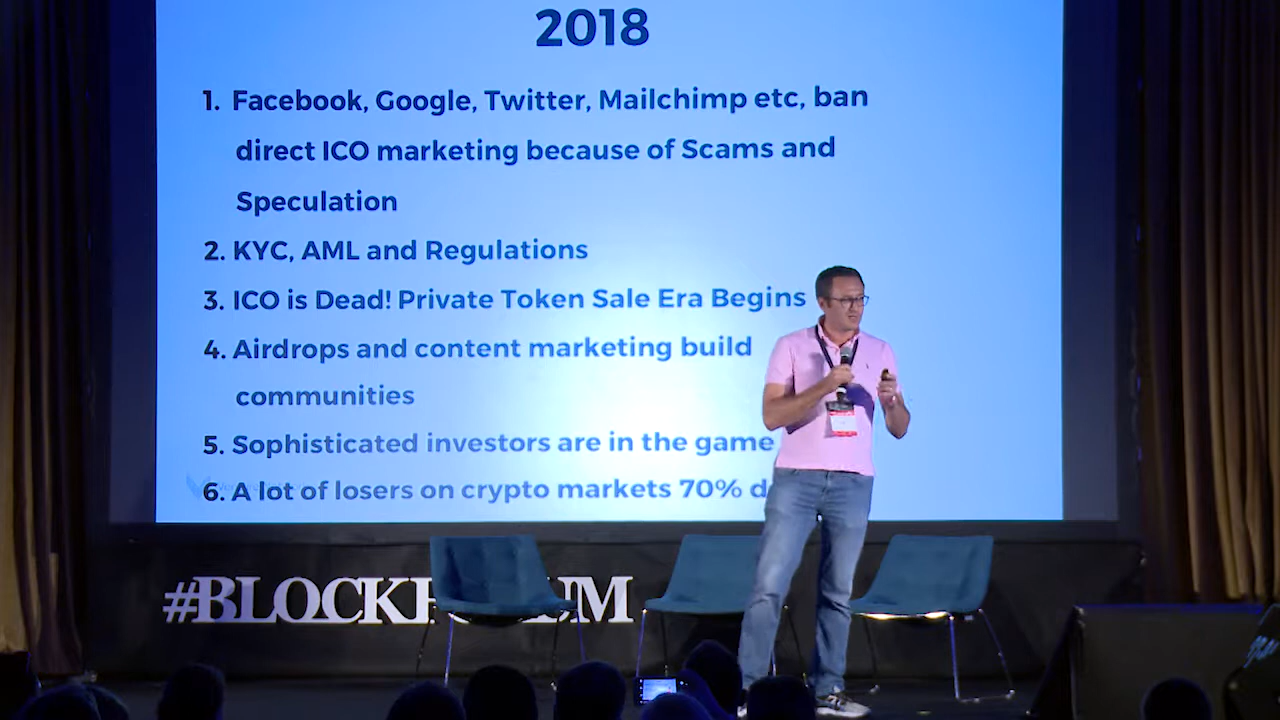 2018
1. Facebook, Google, Twitter, Mailchimp etc, ban
direct ICO marketing because of Scams and
Speculation
2. KYC, AML and Regulations
3. ICO is Dead! Private Token Sale Era Begins
4. Airdrops and content marketing build
communities
5. Sophisticated investors are in the game
6. A lot of losers on crypto markets 70%